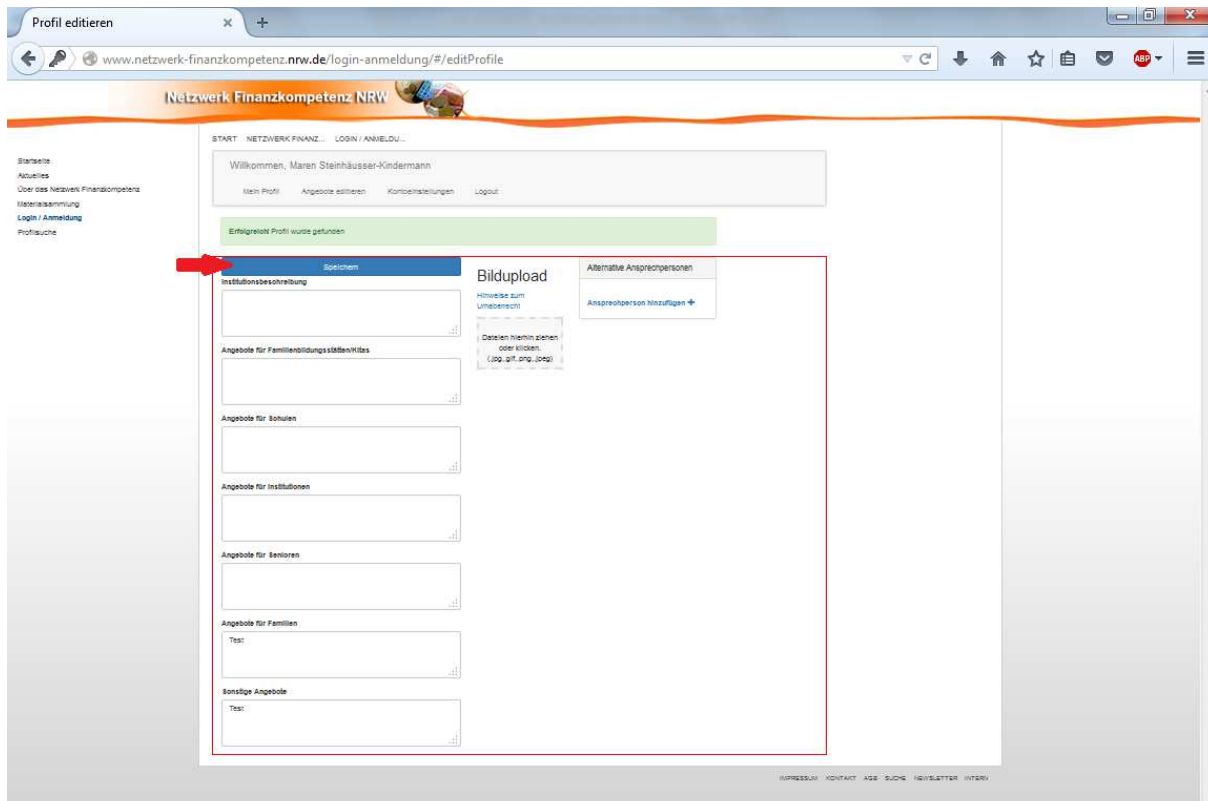 Profil editieren
www.netzwerk-finanzkompetenz.nrw.de/login-anmeldung/#/editProfile
ABP
Netzwerk Finanzkompetenz NRW
START NETZWERK FINANZ... LOGIN / ANMELDU...
Startseite
Aktuelles
Über das Netzwerk Finanzkompetenz
Materialsammlung
Login / Anmeldung
Profilsuche
Willkommen, Maren Steinhäusser-Kindermann
Mein Profil Angebote editieren Kontoeinstellungen Logout
Erfolgreich! Profil wurde gefunden
Speichern
Institutionsbeschreibung
Angebote für Familienbildungsstätten/Kitas
Angebote für Schulen
Angebote für Institutionen
Angebote für Senioren
Angebote für Familien
Test
Sonstige Angebote
Test
Bildupload
Hinweise zum
Urheberrecht
Dateien hierhin ziehen
oder klicken.
(.jpg,.gif,.png,.jpeg)
Alternative Ansprechpersonen
Ansprechperson hinzufügen +
IMPRESSUM KONTAKT AGB SUCHE NEWSLETTER INTERN